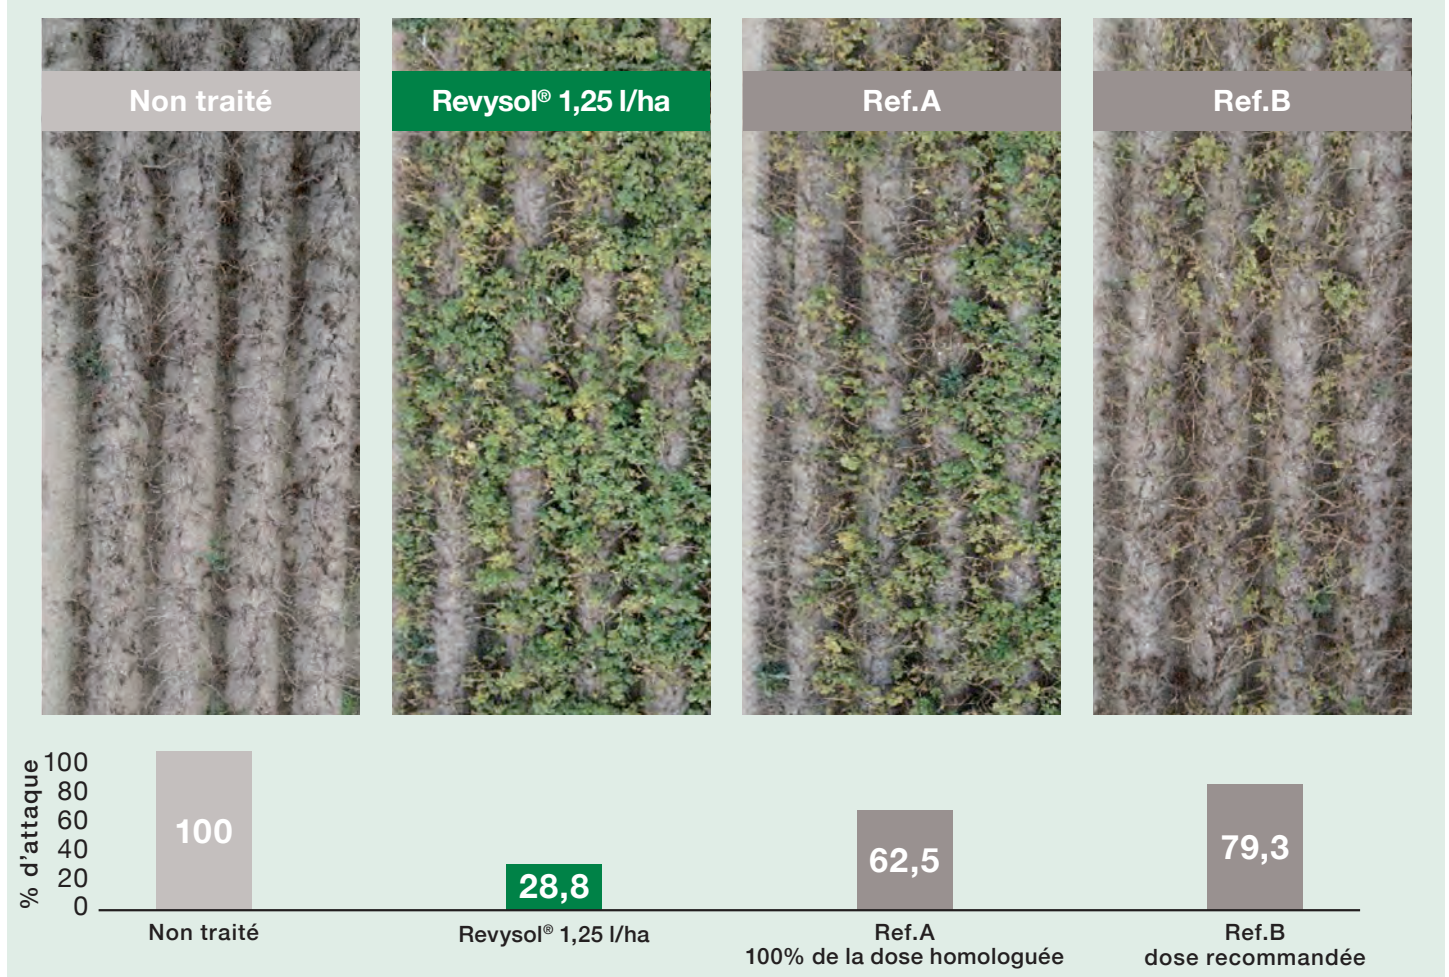 Non traité
Revysol® 1,25 l/ha
Ref.A
Ref.B
% d'attaque
100
80
60
40
20
0
100
28,8
62,5
79,3
Non traité
Revysol® 1,25 l/ha
Ref.A
100% de la dose homologuée
Ref.B
dose recommandée